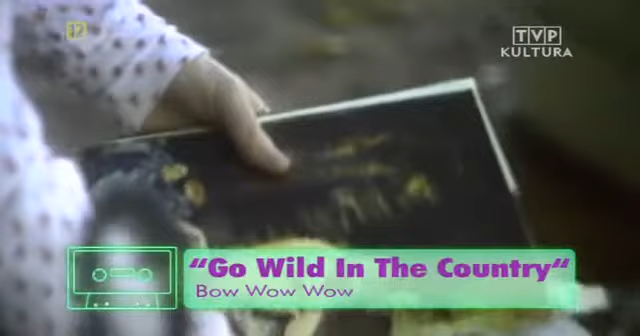 12
TVP
KULTURA
"Go Wild In The Country"
Bow Wow Wow